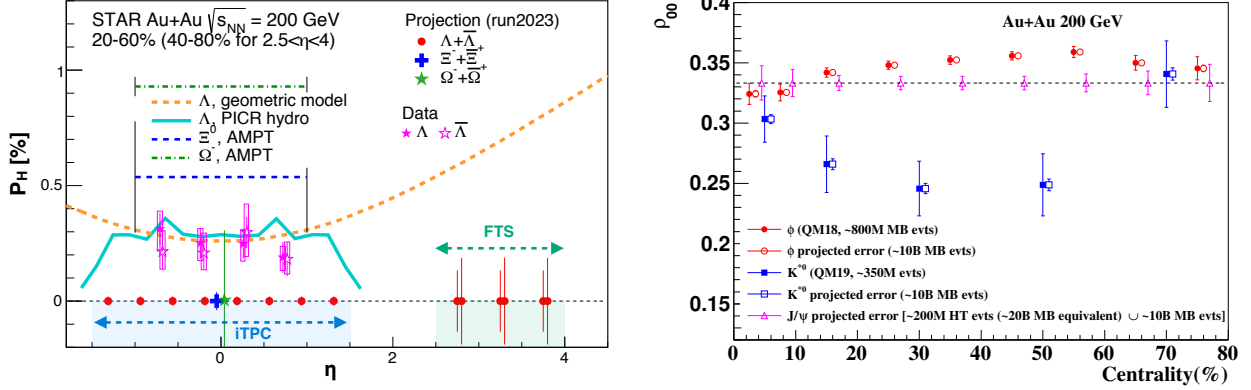 STAR Au+Au √sNN = 200 GeV
20-60% (40-80% for 2.5<η<4)
Projection (run2023)
Λ+Λ̅
Ξ⁻+Ξ̅⁺
Ω⁻+Ω̅⁺
Λ, geometric model
Λ, PICR hydro
Ξ⁰, AMPT
Ω⁻, AMPT
Data
Λ Λ̅
FTS
iTPC
P_H [%]
1
0.5
0
0 2 4
η
Au+Au 200 GeV
ρ₀₀
0.4
0.35
0.3
0.25
0.2
0.15
ϕ (QM18, ~800M MB evts)
ϕ projected error (~10B MB evts)
K*⁰ (QM19, ~350M evts)
K*⁰ projected error (~10B MB evts)
J/ψ projected error [~200M HT evts (~20B MB equivalent) ∪ ~10B MB evts]
0 10 20 30 40 50 60 70 80
Centrality(%)